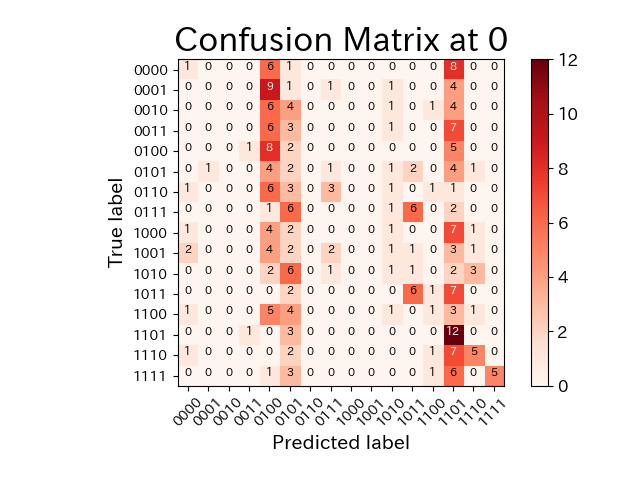 Confusion Matrix at 0
0000 1 0 0 0 6 1 0 0 0 0 0 0 0 8 0 0
0001 0 0 0 0 9 1 0 1 0 0 1 0 0 4 0 0
0010 0 0 0 0 6 4 0 0 0 0 1 0 1 4 0 0
0011 0 0 0 0 6 3 0 0 0 0 1 0 0 7 0 0
0100 0 0 0 1 8 2 0 0 0 0 0 0 0 5 0 0
0101 0 1 0 0 4 2 0 1 0 0 1 2 0 4 1 0
0110 1 0 0 0 6 3 0 3 0 0 1 0 1 1 0 0
0111 0 0 0 0 1 6 0 0 0 0 1 6 0 2 0 0
1000 1 0 0 0 4 2 0 0 0 0 1 0 0 7 1 0
1001 2 0 0 0 4 2 0 2 0 0 1 1 0 3 1 0
1010 0 0 0 0 2 6 0 1 0 0 1 1 0 2 3 0
1011 0 0 0 0 0 2 0 0 0 0 0 6 1 7 0 0
1100 1 0 0 0 5 4 0 0 0 0 1 0 1 3 1 0
1101 0 0 0 1 0 3 0 0 0 0 0 0 0 12 0 0
1110 1 0 0 0 0 2 0 0 0 0 0 0 1 7 5 0
1111 0 0 0 0 1 3 0 0 0 0 0 0 1 6 0 5
0000 0001 0010 0011 0100 0101 0110 0111 1000 1001 1010 1011 1100 1101 1110 1111
Predicted label
True label
12
10
8
6
4
2
0